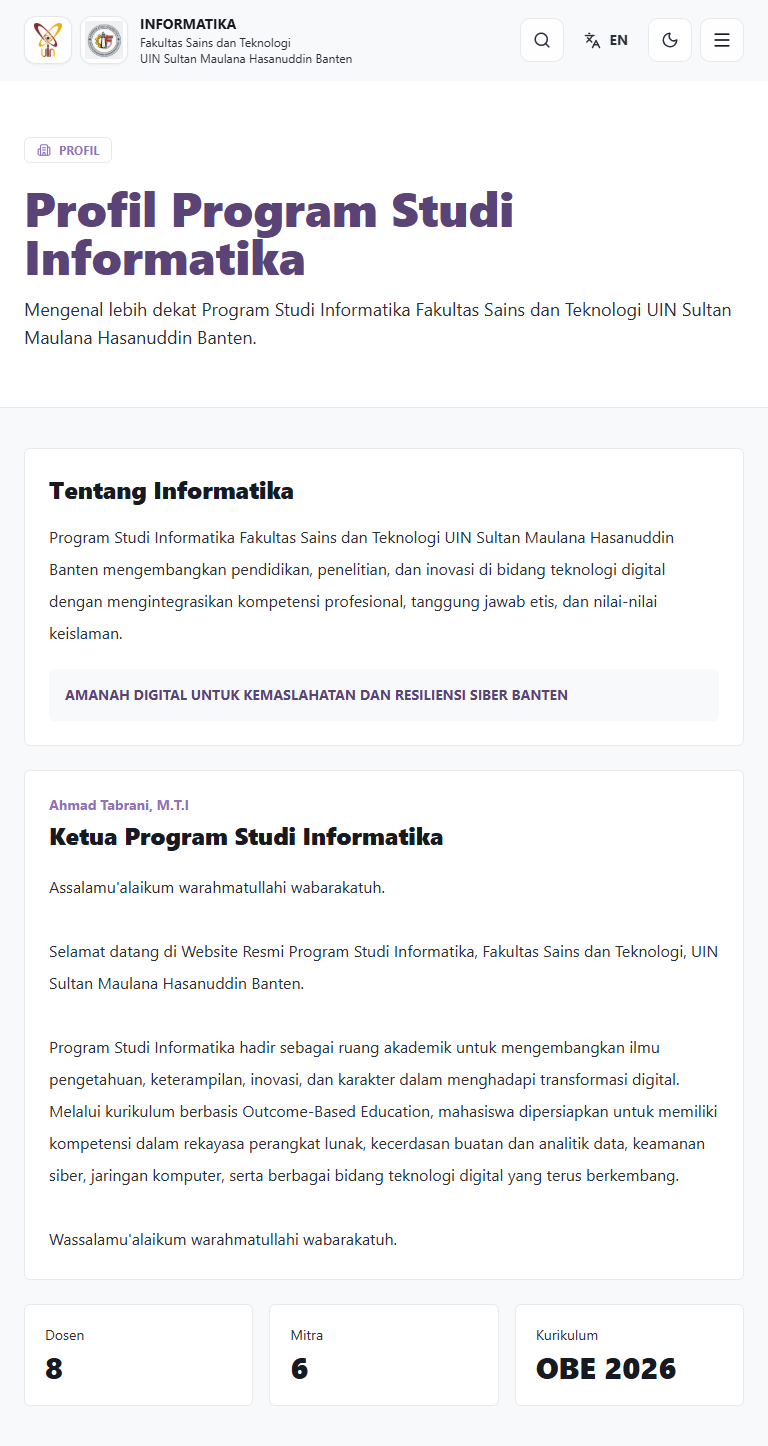 UIN
INFORMATIKA
Fakultas Sains dan Teknologi
UIN Sultan Maulana Hasanuddin Banten
EN
PROFIL
Profil Program Studi
Informatika
Mengenal lebih dekat Program Studi Informatika Fakultas Sains dan Teknologi UIN Sultan
Maulana Hasanuddin Banten.
Tentang Informatika
Program Studi Informatika Fakultas Sains dan Teknologi UIN Sultan Maulana Hasanuddin
Banten mengembangkan pendidikan, penelitian, dan inovasi di bidang teknologi digital
dengan mengintegrasikan kompetensi profesional, tanggung jawab etis, dan nilai-nilai
keislaman.
AMANAH DIGITAL UNTUK KEMASLAHATAN DAN RESILIENSI SIBER BANTEN
Ahmad Tabrani, M.T.I
Ketua Program Studi Informatika
Assalamu'alaikum warahmatullahi wabarakatuh.
Selamat datang di Website Resmi Program Studi Informatika, Fakultas Sains dan Teknologi, UIN
Sultan Maulana Hasanuddin Banten.
Program Studi Informatika hadir sebagai ruang akademik untuk mengembangkan ilmu
pengetahuan, keterampilan, inovasi, dan karakter dalam menghadapi transformasi digital.
Melalui kurikulum berbasis Outcome-Based Education, mahasiswa dipersiapkan untuk memiliki
kompetensi dalam rekayasa perangkat lunak, kecerdasan buatan dan analitik data, keamanan
siber, jaringan komputer, serta berbagai bidang teknologi digital yang terus berkembang.
Wassalamu'alaikum warahmatullahi wabarakatuh.
Dosen
8
Mitra
6
Kurikulum
OBE 2026